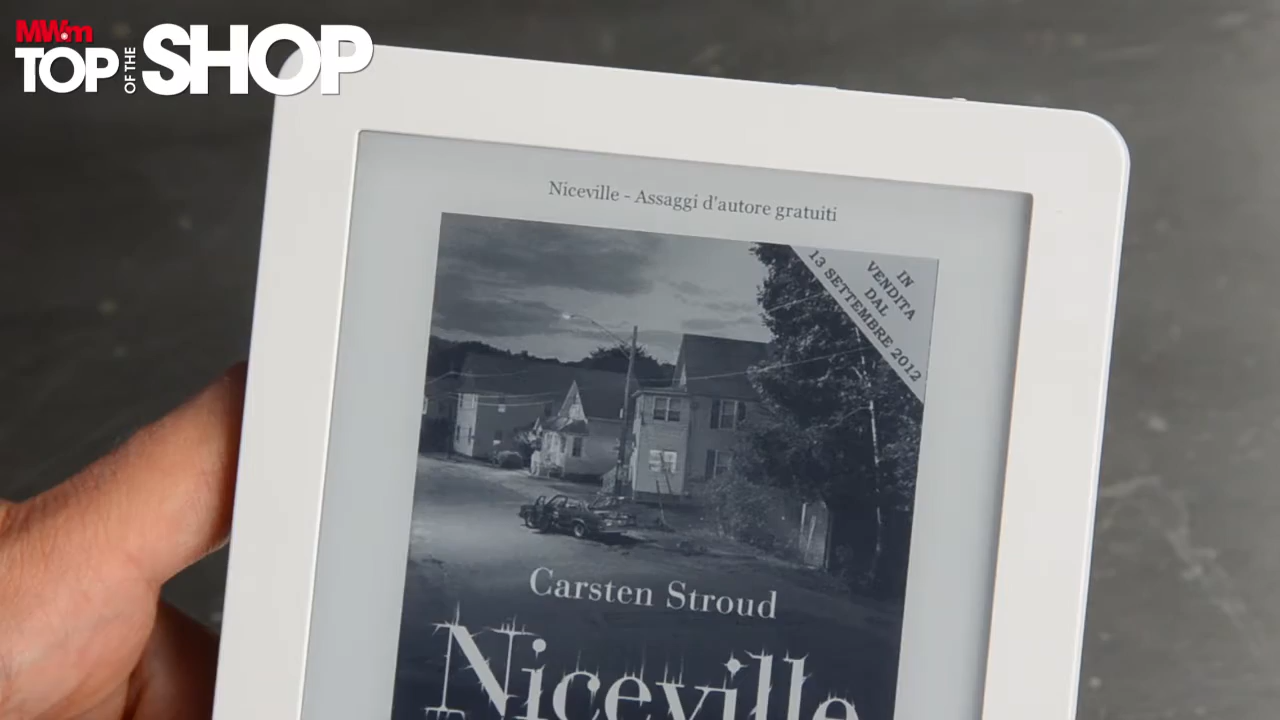 MWm
TOP OF THE SHOP
Niceville - Assaggi d'autore gratuiti
IN
VENDITA
DAL
13 SETTEMBRE 2012
Carsten Stroud
Niceville